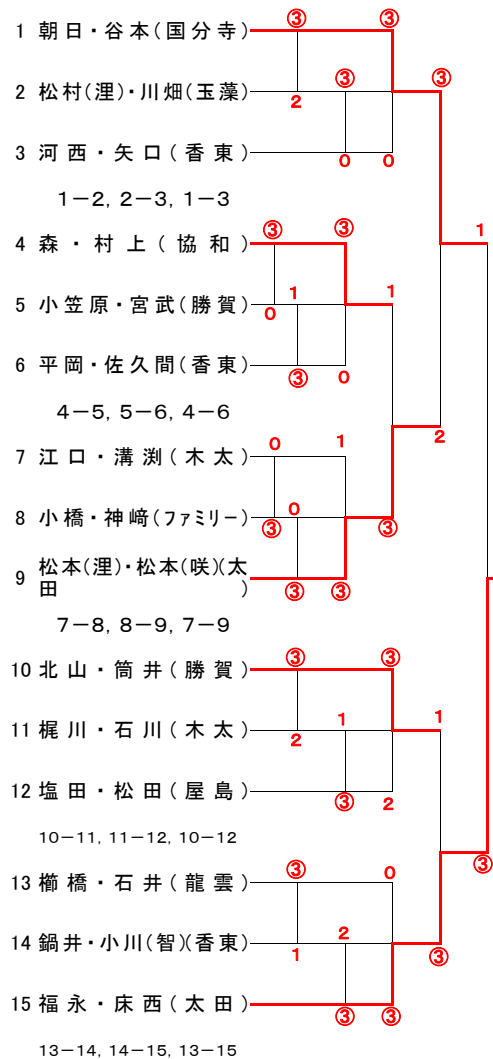 ③ ③
1 朝日・谷本(国分寺)
③ ③
2 松村(浬)・川畑(玉藻)
2
3 河西・矢口(香東)
0 0
1－2, 2－3, 1－3
③ ③ 1
4 森・村上(協和)
1 1
5 小笠原・宮武(勝賀)
0
6 平岡・佐久間(香東)
③ 0
4－5, 5－6, 4－6
2
0 1
7 江口・溝渕(木太)
0
8 小橋・神﨑(ファミリー)
③ ③
9 松本(浬)・松本(咲)(太田)
③ ③
7－8, 8－9, 7－9
③ ③
10 北山・筒井(勝賀)
1 1
11 梶川・石川(木太)
2
12 塩田・松田(屋島)
③ 2
10－11, 11－12, 10－12
③ 0 ③
13 櫛橋・石井(龍雲)
2
14 鍋井・小川(智)(香東)
1 ③
15 福永・床西(太田)
③ ③
13－14, 14－15, 13－15